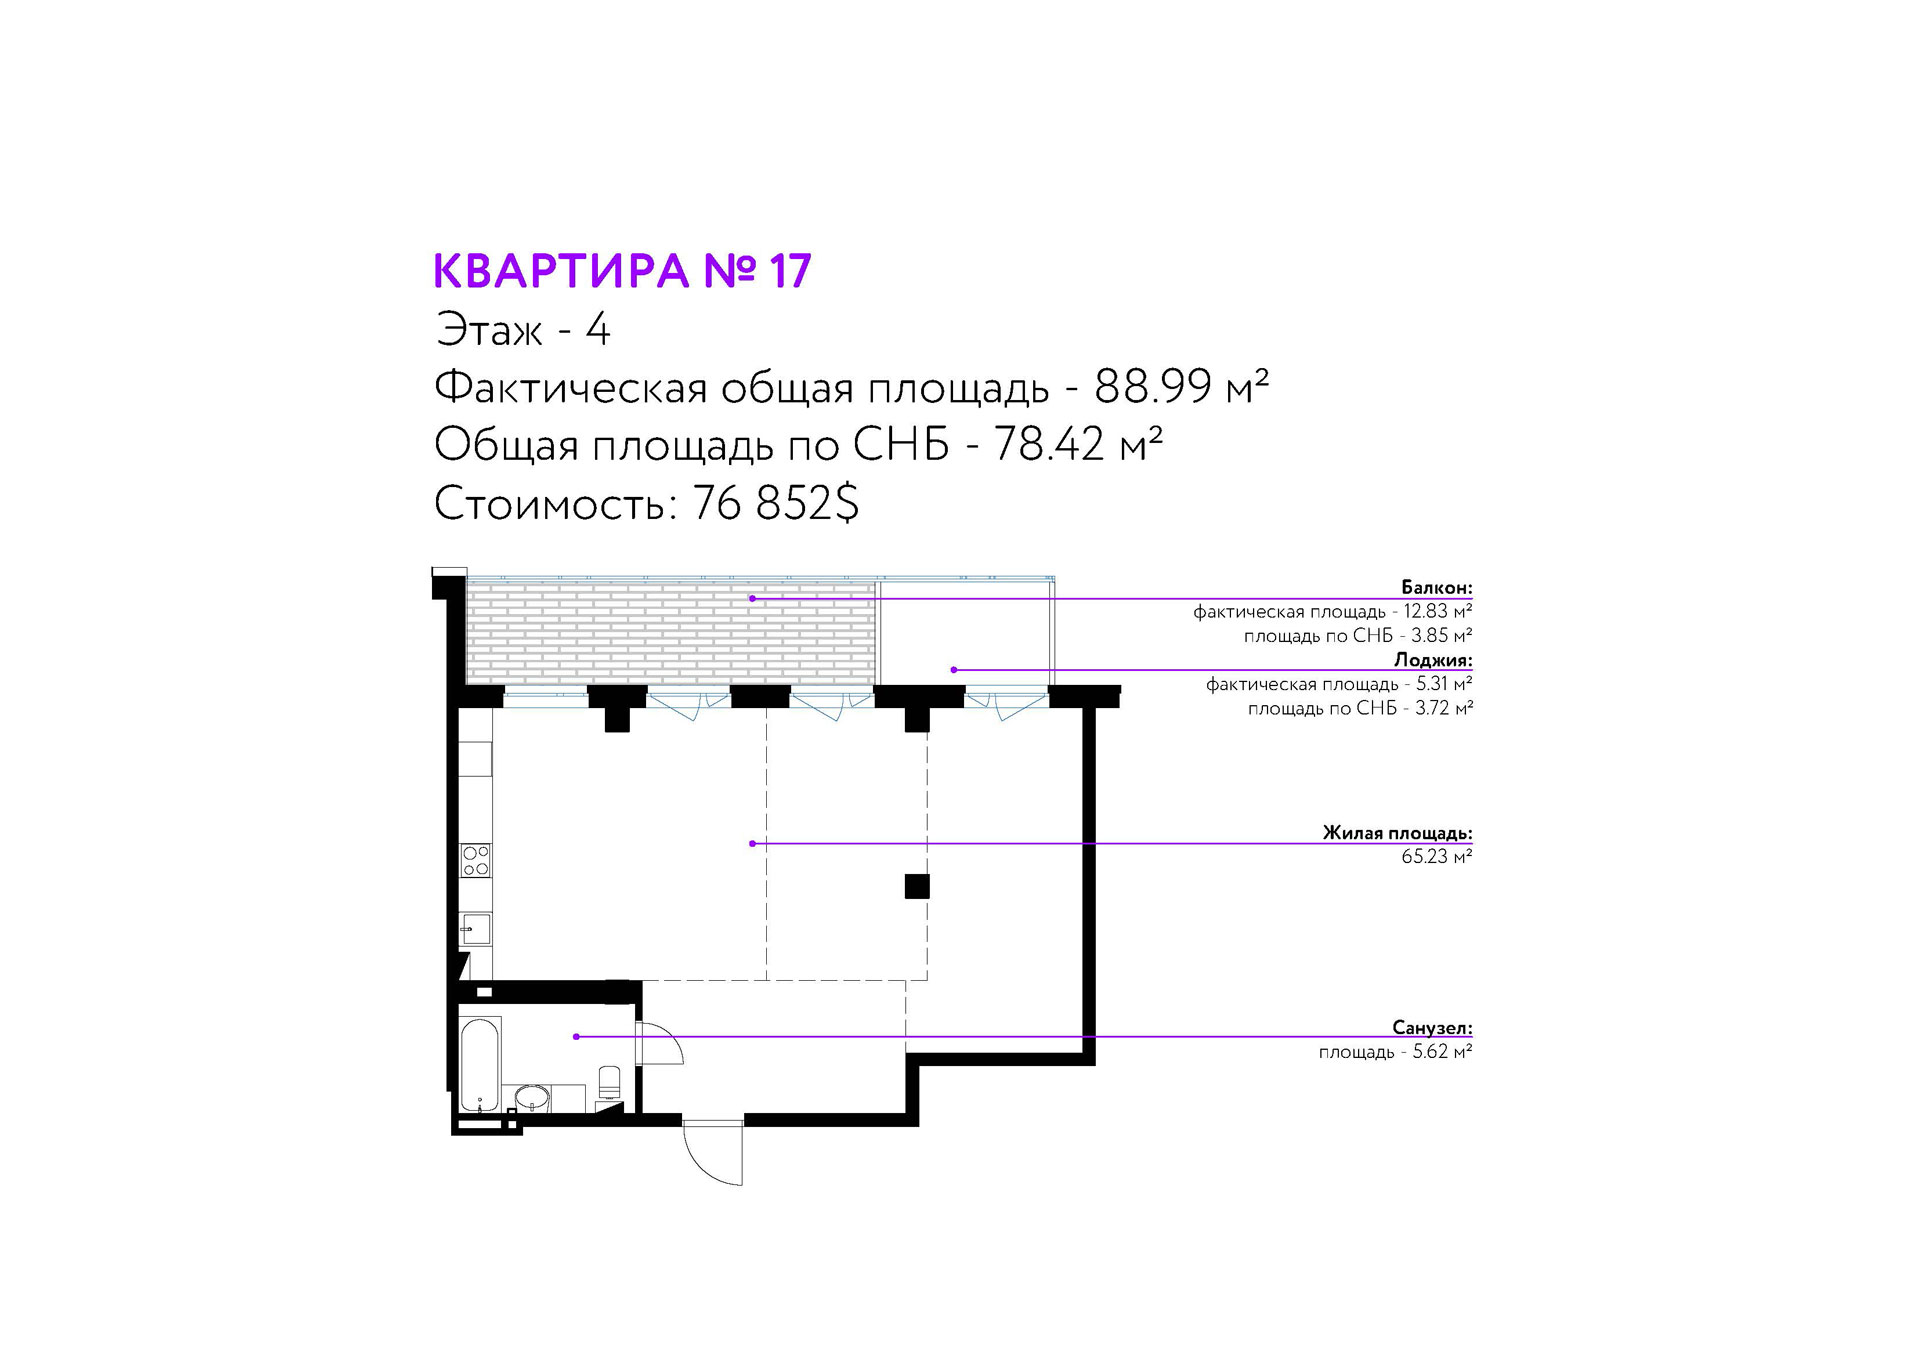 КВАРТИРА № 17
Этаж - 4
Фактическая общая площадь - 88.99 м²
Общая площадь по СНБ - 78.42 м²
Стоимость: 76 852$
Балкон:
фактическая площадь - 12.83 м²
площадь по СНБ - 3.85 м²
Лоджия:
фактическая площадь - 5.31 м²
площадь по СНБ - 3.72 м²
Жилая площадь:
65.23 м²
Санузел:
площадь - 5.62 м²